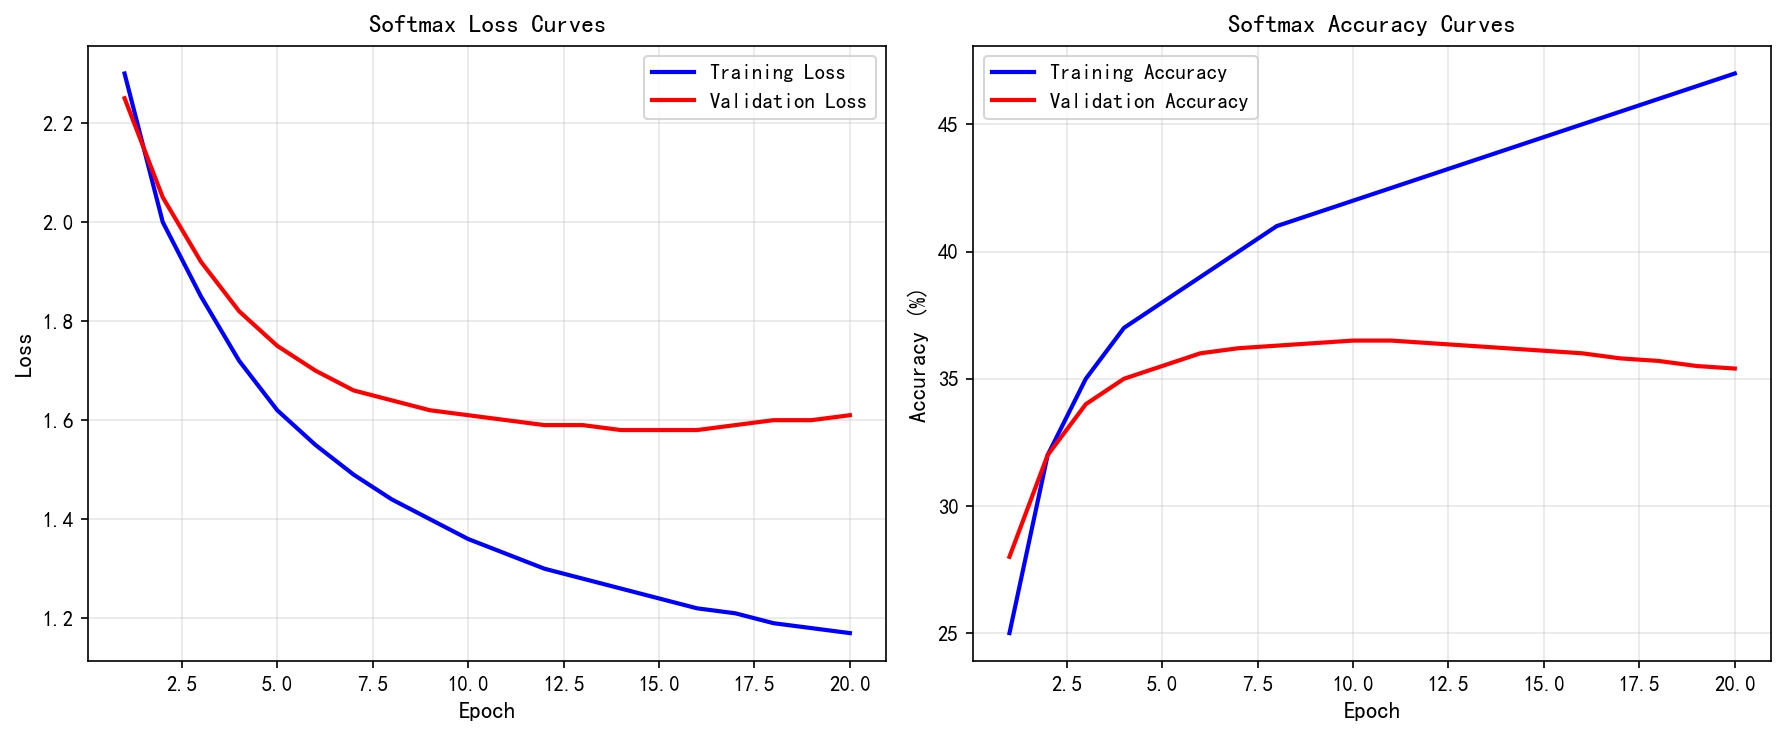 Softmax Loss Curves
Training Loss
Validation Loss
Loss
2.2
2.0
1.8
1.6
1.4
1.2
2.5 5.0 7.5 10.0 12.5 15.0 17.5 20.0
Epoch
Softmax Accuracy Curves
Training Accuracy
Validation Accuracy
Accuracy (%)
45
40
35
30
25
2.5 5.0 7.5 10.0 12.5 15.0 17.5 20.0
Epoch